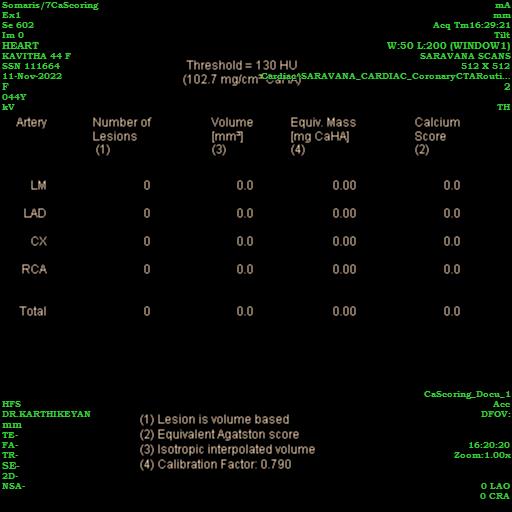 Somaris/7CaScoring
Ex1
Se 602
Im 0
HEART
KAVITHA 44 F
SSN 111664
11-Nov-2022
F
044Y
kV
mA
mm
Acq Tm16:29:21
Tilt
W:50 L:200 (WINDOW1)
SARAVANA SCANS
512 X 512
Cardiac^SARAVANA_CARDIAC_CoronaryCTARouti...
2
TH
Threshold = 130 HU
(102.7 mg/cm³ CaHA)
Artery Number of Lesions (1) Volume [mm³] (3) Equiv. Mass [mg CaHA] (4) Calcium Score (2)
LM 0 0.0 0.00 0.0
LAD 0 0.0 0.00 0.0
CX 0 0.0 0.00 0.0
RCA 0 0.0 0.00 0.0
Total 0 0.0 0.00 0.0
(1) Lesion is volume based
(2) Equivalent Agatston score
(3) Isotropic interpolated volume
(4) Calibration Factor: 0.790
HFS
DR.KARTHIKEYAN
mm
TE-
FA-
TR-
SE-
2D-
NSA-
CaScoring_Docu_1
Acc
DFOV:
16:20:20
Zoom:1.00x
0 LAO
0 CRA